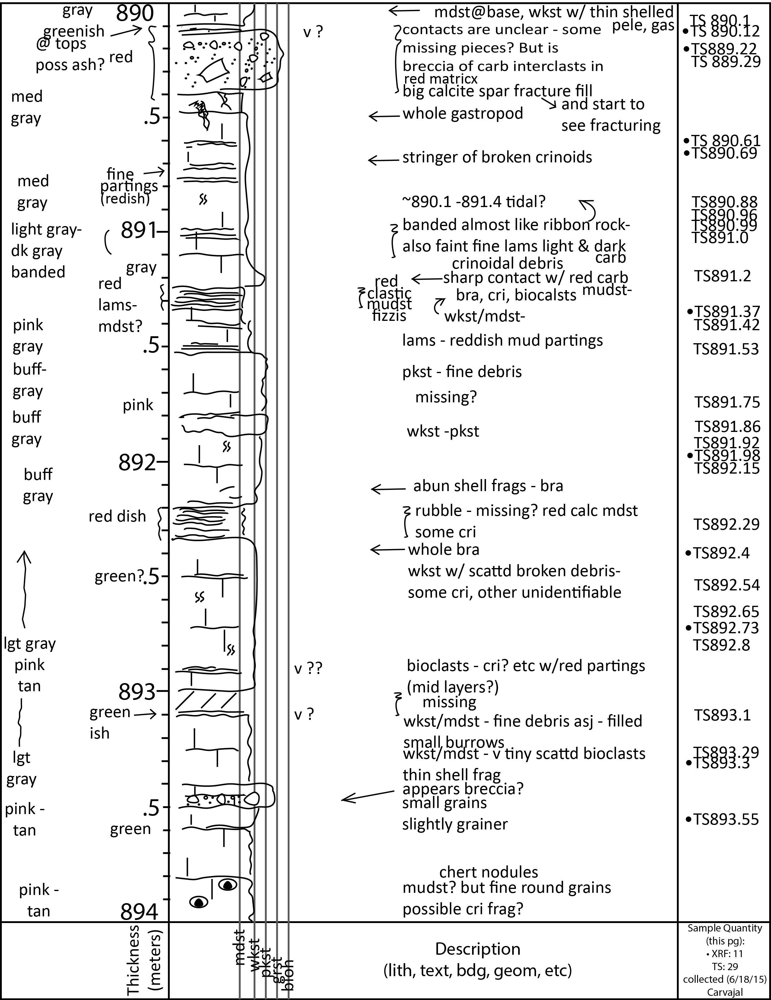 gray
890
mdst@base, wkst w/ thin shelled
pele, gas
TS 890.1
greenish
@ tops
poss ash?
red
v ?
contacts are unclear - some
missing pieces? But is
breccia of carb interclasts in
red matricx
big calcite spar fracture fill
and start to
see fracturing
•TS 890.12
•TS889.22
TS 889.29
med
gray
.5
whole gastropod
•TS 890.61
•TS890.69
stringer of broken crinoids
fine
partings
(redish)
med
gray
~890.1 -891.4 tidal?
TS890.88
TS890.96
TS890.99
TS891.0
light gray-
dk gray
banded
891
banded almost like ribbon rock-
also faint fine lams light & dark
carb
crinoidal debris
gray
TS891.2
red
lams-
mdst?
red
clastic
mudst
fizzis
sharp contact w/ red carb
mudst-
bra, cri, biocalsts
wkst/mdst-
•TS891.37
TS891.42
pink
gray
.5
lams - reddish mud partings
TS891.53
buff-
gray
pkst - fine debris
missing?
pink
TS891.75
buff
gray
wkst -pkst
TS891.86
TS891.92
•TS891.98
TS892.15
892
buff
gray
abun shell frags - bra
red dish
rubble - missing? red calc mdst
some cri
TS892.29
whole bra
•TS892.4
green?
.5
wkst w/ scattd broken debris-
some cri, other unidentifiable
TS892.54
TS892.65
•TS892.73
TS892.8
lgt gray
pink
tan
v ??
bioclasts - cri? etc w/red partings
(mid layers?)
893
missing
green
ish
v ?
wkst/mdst - fine debris asj - filled
small burrows
TS893.1
wkst/mdst - v tiny scattd bioclasts
thin shell frag
TS893.29
•TS893.3
lgt
gray
appears breccia?
small grains
slightly grainer
pink -
tan
.5
green
•TS893.55
chert nodules
mudst? but fine round grains
possible cri frag?
pink -
tan
894
Thickness
(meters)
mdst
wkst
pkst
grst
bioh
Description
(lith, text, bdg, geom, etc)
Sample Quantity
(this pg):
• XRF: 11
TS: 29
collected (6/18/15)
Carvajal